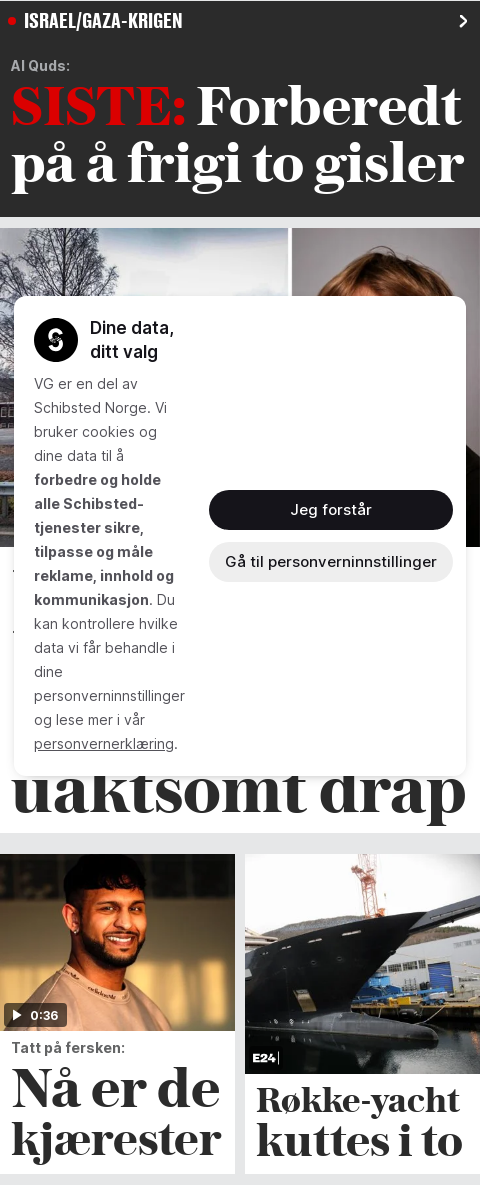 ISRAEL/GAZA-KRIGEN
Al Quds:
SISTE: Forberedt
på å frigi to gisler
Dine data,
ditt valg
VG er en del av
Schibsted Norge. Vi
bruker cookies og
dine data til å
forbedre og holde
alle Schibsted-
tjenester sikre,
tilpasse og måle
reklame, innhold og
kommunikasjon. Du
kan kontrollere hvilke
data vi får behandle i
dine
personverninnstillinger
og lese mer i vår
personvernerklæring.
Jeg forstår
Gå til personverninnstillinger
uaktsomt drap
0:36
Tatt på fersken:
Nå er de
kjærester
E24
Røkke-yacht
kuttes i to